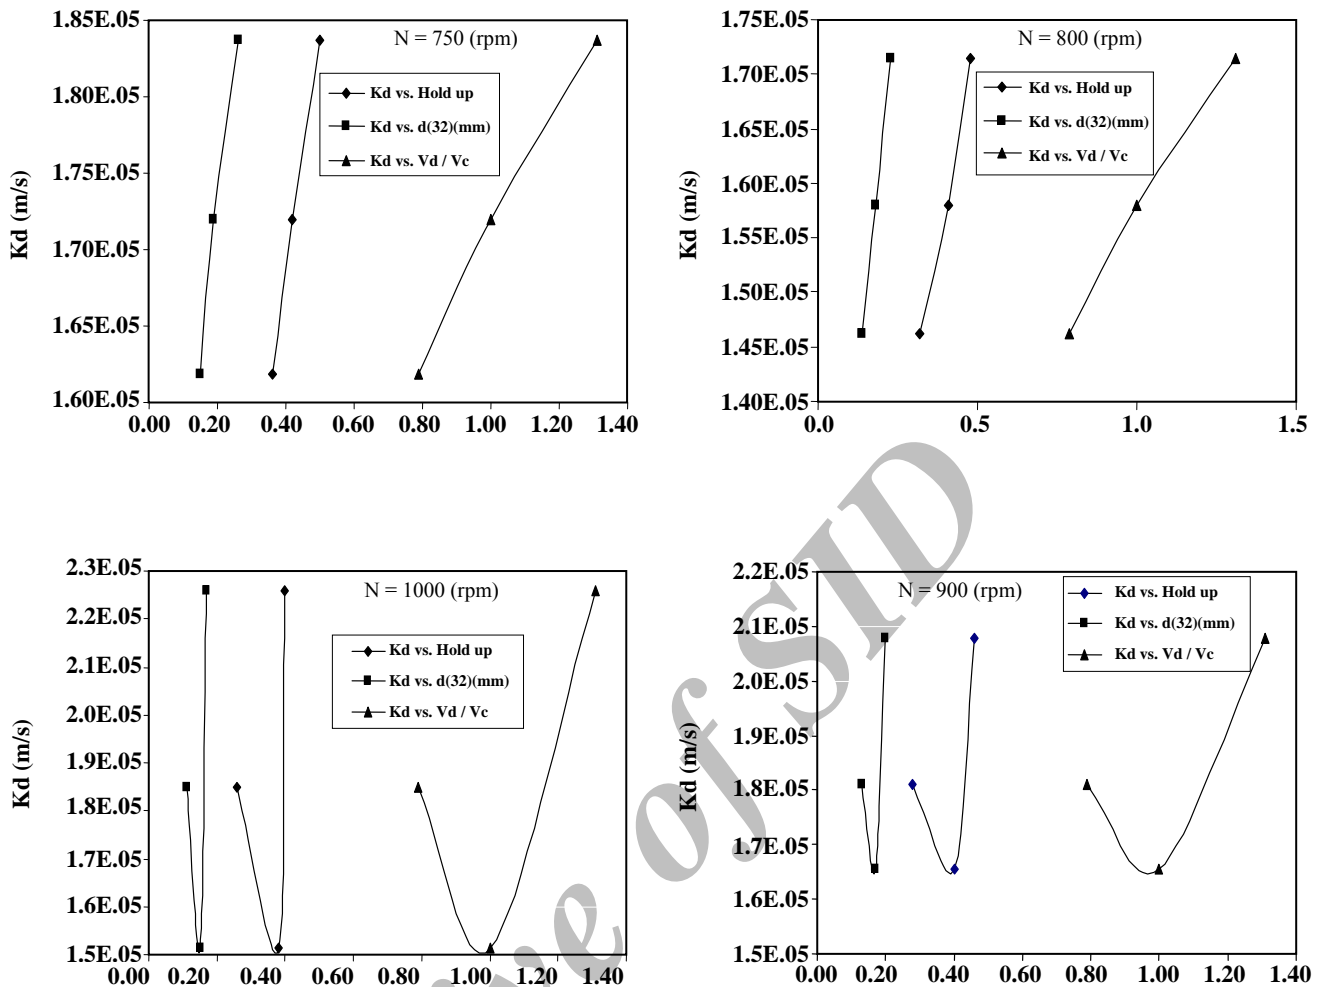 1.85E.05
1.80E.05
1.75E.05
1.70E.05
1.65E.05
1.60E.05
Kd (m/s)
N = 750 (rpm)
Kd vs. Hold up
Kd vs. d(32)(mm)
Kd vs. Vd / Vc
0.00 0.20 0.40 0.60 0.80 1.00 1.20 1.40
1.75E.05
1.70E.05
1.65E.05
1.60E.05
1.55E.05
1.50E.05
1.45E.05
1.40E.05
Kd (m/s)
N = 800 (rpm)
Kd vs. Hold up
Kd vs. d(32)(mm)
Kd vs. Vd / Vc
0.0 0.5 1.0 1.5
2.3E.05
2.2E.05
2.1E.05
2.0E.05
1.9E.05
1.8E.05
1.7E.05
1.6E.05
1.5E.05
Kd (m/s)
N = 1000 (rpm)
Kd vs. Hold up
Kd vs. d(32)(mm)
Kd vs. Vd / Vc
0.00 0.20 0.40 0.60 0.80 1.00 1.20 1.40
2.2E.05
2.1E.05
2.0E.05
1.9E.05
1.8E.05
1.7E.05
1.6E.05
1.5E.05
Kd (m/s)
N = 900 (rpm)
Kd vs. Hold up
Kd vs. d(32)(mm)
Kd vs. Vd / Vc
0.00 0.20 0.40 0.60 0.80 1.00 1.20 1.40
of SID